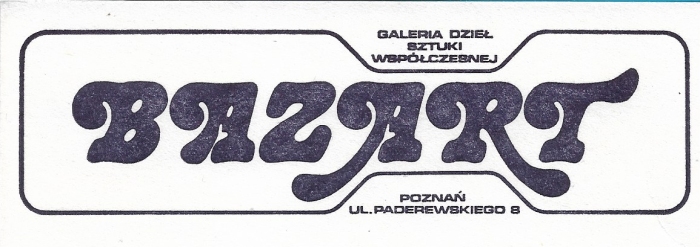 GALERIA DZIEŁ
SZTUKI
WSPÓŁCZESNEJ
BAZART
POZNAŃ
UL.PADEREWSKIEGO 8